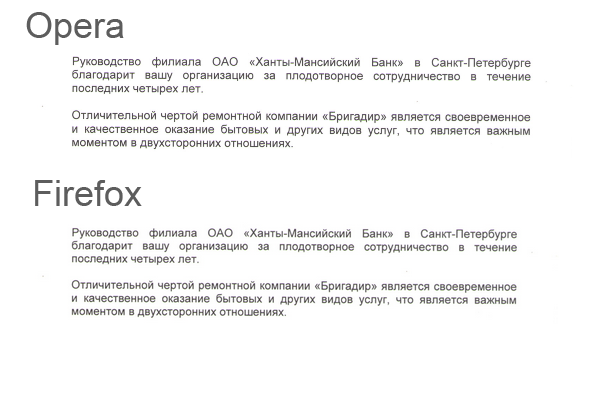 Opera
Руководство филиала ОАО «Ханты-Мансийский Банк» в Санкт-Петербурге
благодарит вашу организацию за плодотворное сотрудничество в течение
последних четырех лет.
Отличительной чертой ремонтной компании «Бригадир» является своевременное
и качественное оказание бытовых и других видов услуг, что является важным
моментом в двухсторонних отношениях.
Firefox
Руководство филиала ОАО «Ханты-Мансийский Банк» в Санкт-Петербурге
благодарит вашу организацию за плодотворное сотрудничество в течение
последних четырех лет.
Отличительной чертой ремонтной компании «Бригадир» является своевременное
и качественное оказание бытовых и других видов услуг, что является важным
моментом в двухсторонних отношениях.